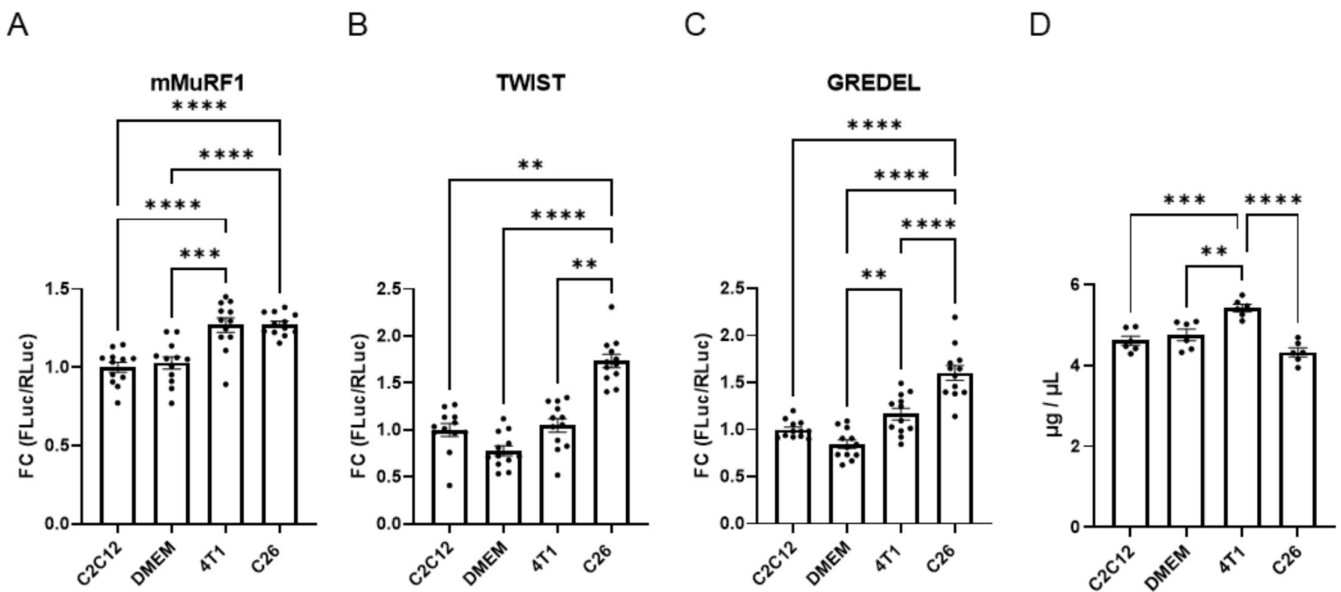 A
B
C
D
mMuRF1
TWIST
GREDEL
****
****
****
***
**
****
**
****
****
****
**
***
****
**
FC (FLuc/RLuc)
1.5
1.0
0.5
0.0
C2C12
DMEM
4T1
C26
FC (FLuc/RLuc)
2.5
2.0
1.5
1.0
0.5
0.0
C2C12
DMEM
4T1
C26
FC (FLuc/RLuc)
2.5
2.0
1.5
1.0
0.5
0.0
C2C12
DMEM
4T1
C26
µg / µL
6
4
2
0
C2C12
DMEM
4T1
C26